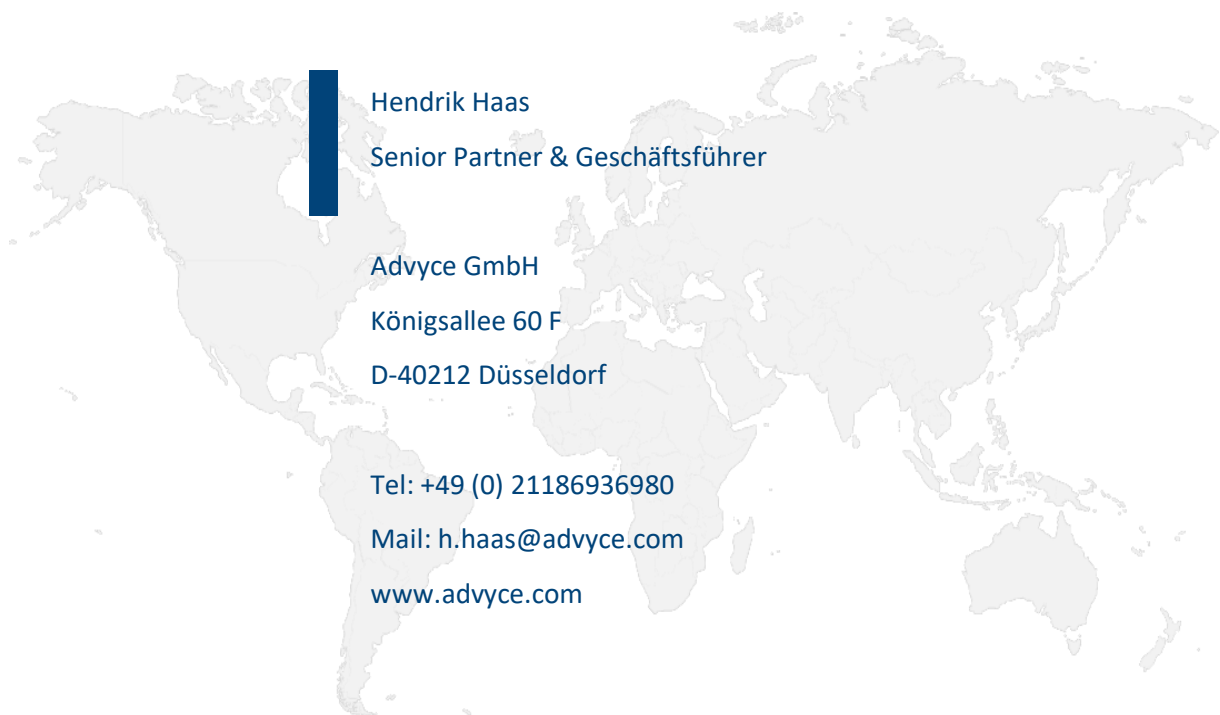 Hendrik Haas
Senior Partner & Geschäftsführer
Advyce GmbH
Königsallee 60 F
D-40212 Düsseldorf
Tel: +49 (0) 21186936980
Mail: h.haas@advyce.com
www.advyce.com